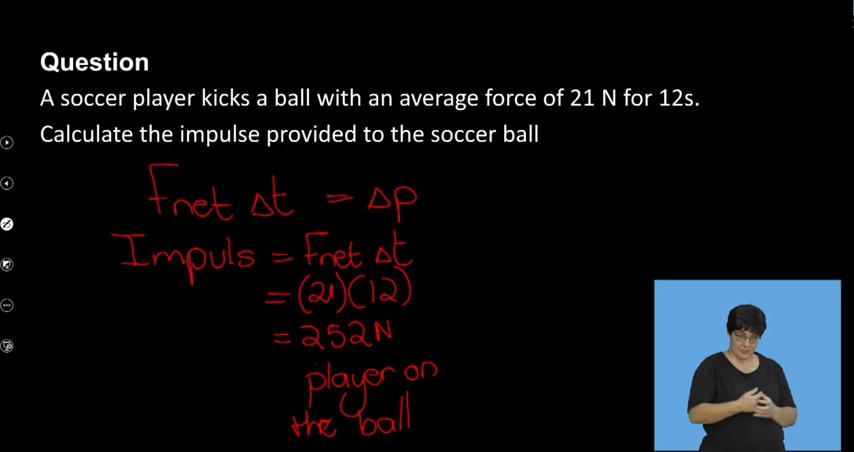 Question
A soccer player kicks a ball with an average force of 21 N for 12s.
Calculate the impulse provided to the soccer ball
Fnet Δt = Δp
Impuls = Fnet Δt
= (21)(12)
= 252N
player on
the ball